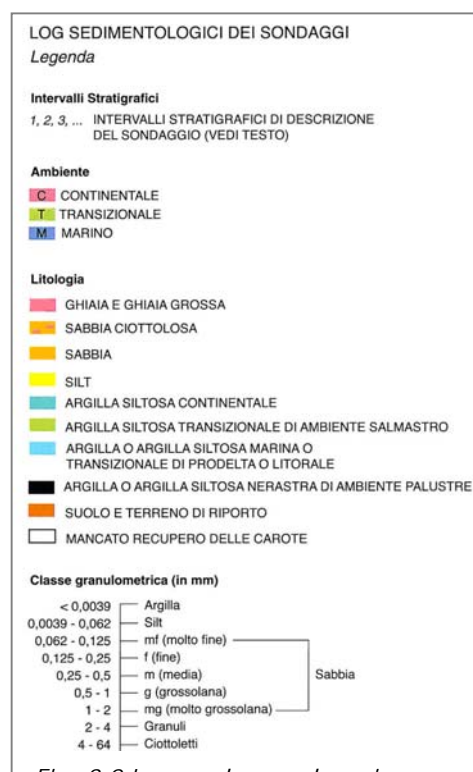 LOG SEDIMENTOLOGICI DEI SONDAGGI
Legenda
Intervalli Stratigrafici
1, 2, 3, ... INTERVALLI STRATIGRAFICI DI DESCRIZIONE
DEL SONDAGGIO (VEDI TESTO)
Ambiente
C CONTINENTALE
T TRANSIZIONALE
M MARINO
Litologia
GHIAIA E GHIAIA GROSSA
SABBIA CIOTTOLOSA
SABBIA
SILT
ARGILLA SILTOSA CONTINENTALE
ARGILLA SILTOSA TRANSIZIONALE DI AMBIENTE SALMASTRO
ARGILLA O ARGILLA SILTOSA MARINA O
TRANSIZIONALE DI PRODELTA O LITORALE
ARGILLA O ARGILLA SILTOSA NERASTRA DI AMBIENTE PALUSTRE
SUOLO E TERRENO DI RIPORTO
MANCATO RECUPERO DELLE CAROTE
Classe granulometrica (in mm)
< 0,0039 Argilla
0,0039 - 0,062 Silt
0,062 - 0,125 mf (molto fine)
0,125 - 0,25 f (fine)
0,25 - 0,5 m (media) Sabbia
0,5 - 1 g (grossolana)
1 - 2 mg (molto grossolana)
2 - 4 Granuli
4 - 64 Ciottoletti